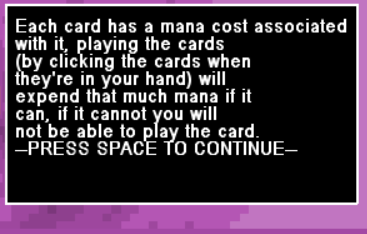 Each card has a mana cost associated
with it, playing the cards
(by clicking the cards when
they're in your hand) will
expend that much mana if it
can, if it cannot you will
not be able to play the card.
—PRESS SPACE TO CONTINUE—